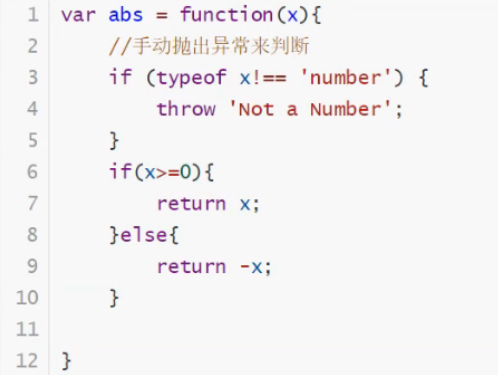 1 var abs = function(x){
2     //手动抛出异常来判断
3     if (typeof x!== 'number') {
4         throw 'Not a Number';
5     }
6     if(x>=0){
7         return x;
8     }else{
9         return -x;
10     }
11
12 }